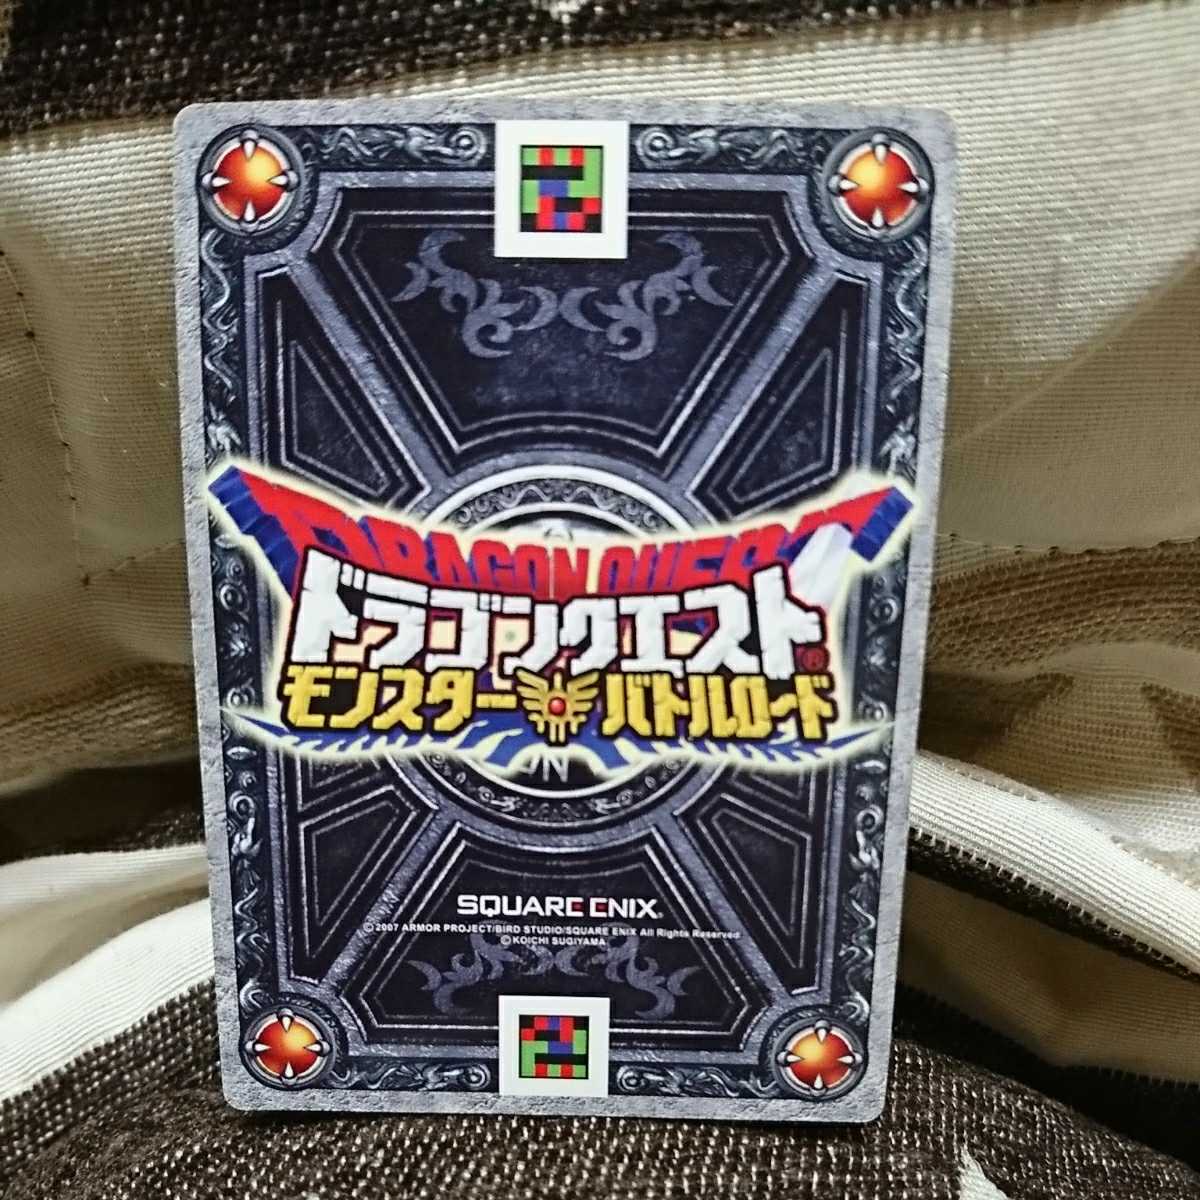 DRAGON QUEST
ドラゴンクエスト®
モンスター バトルロード
ON
SQUARE ENIX®
© 2007 ARMOR PROJECT/BIRD STUDIO/SQUARE ENIX All Rights Reserved.
© KOICHI SUGIYAMA